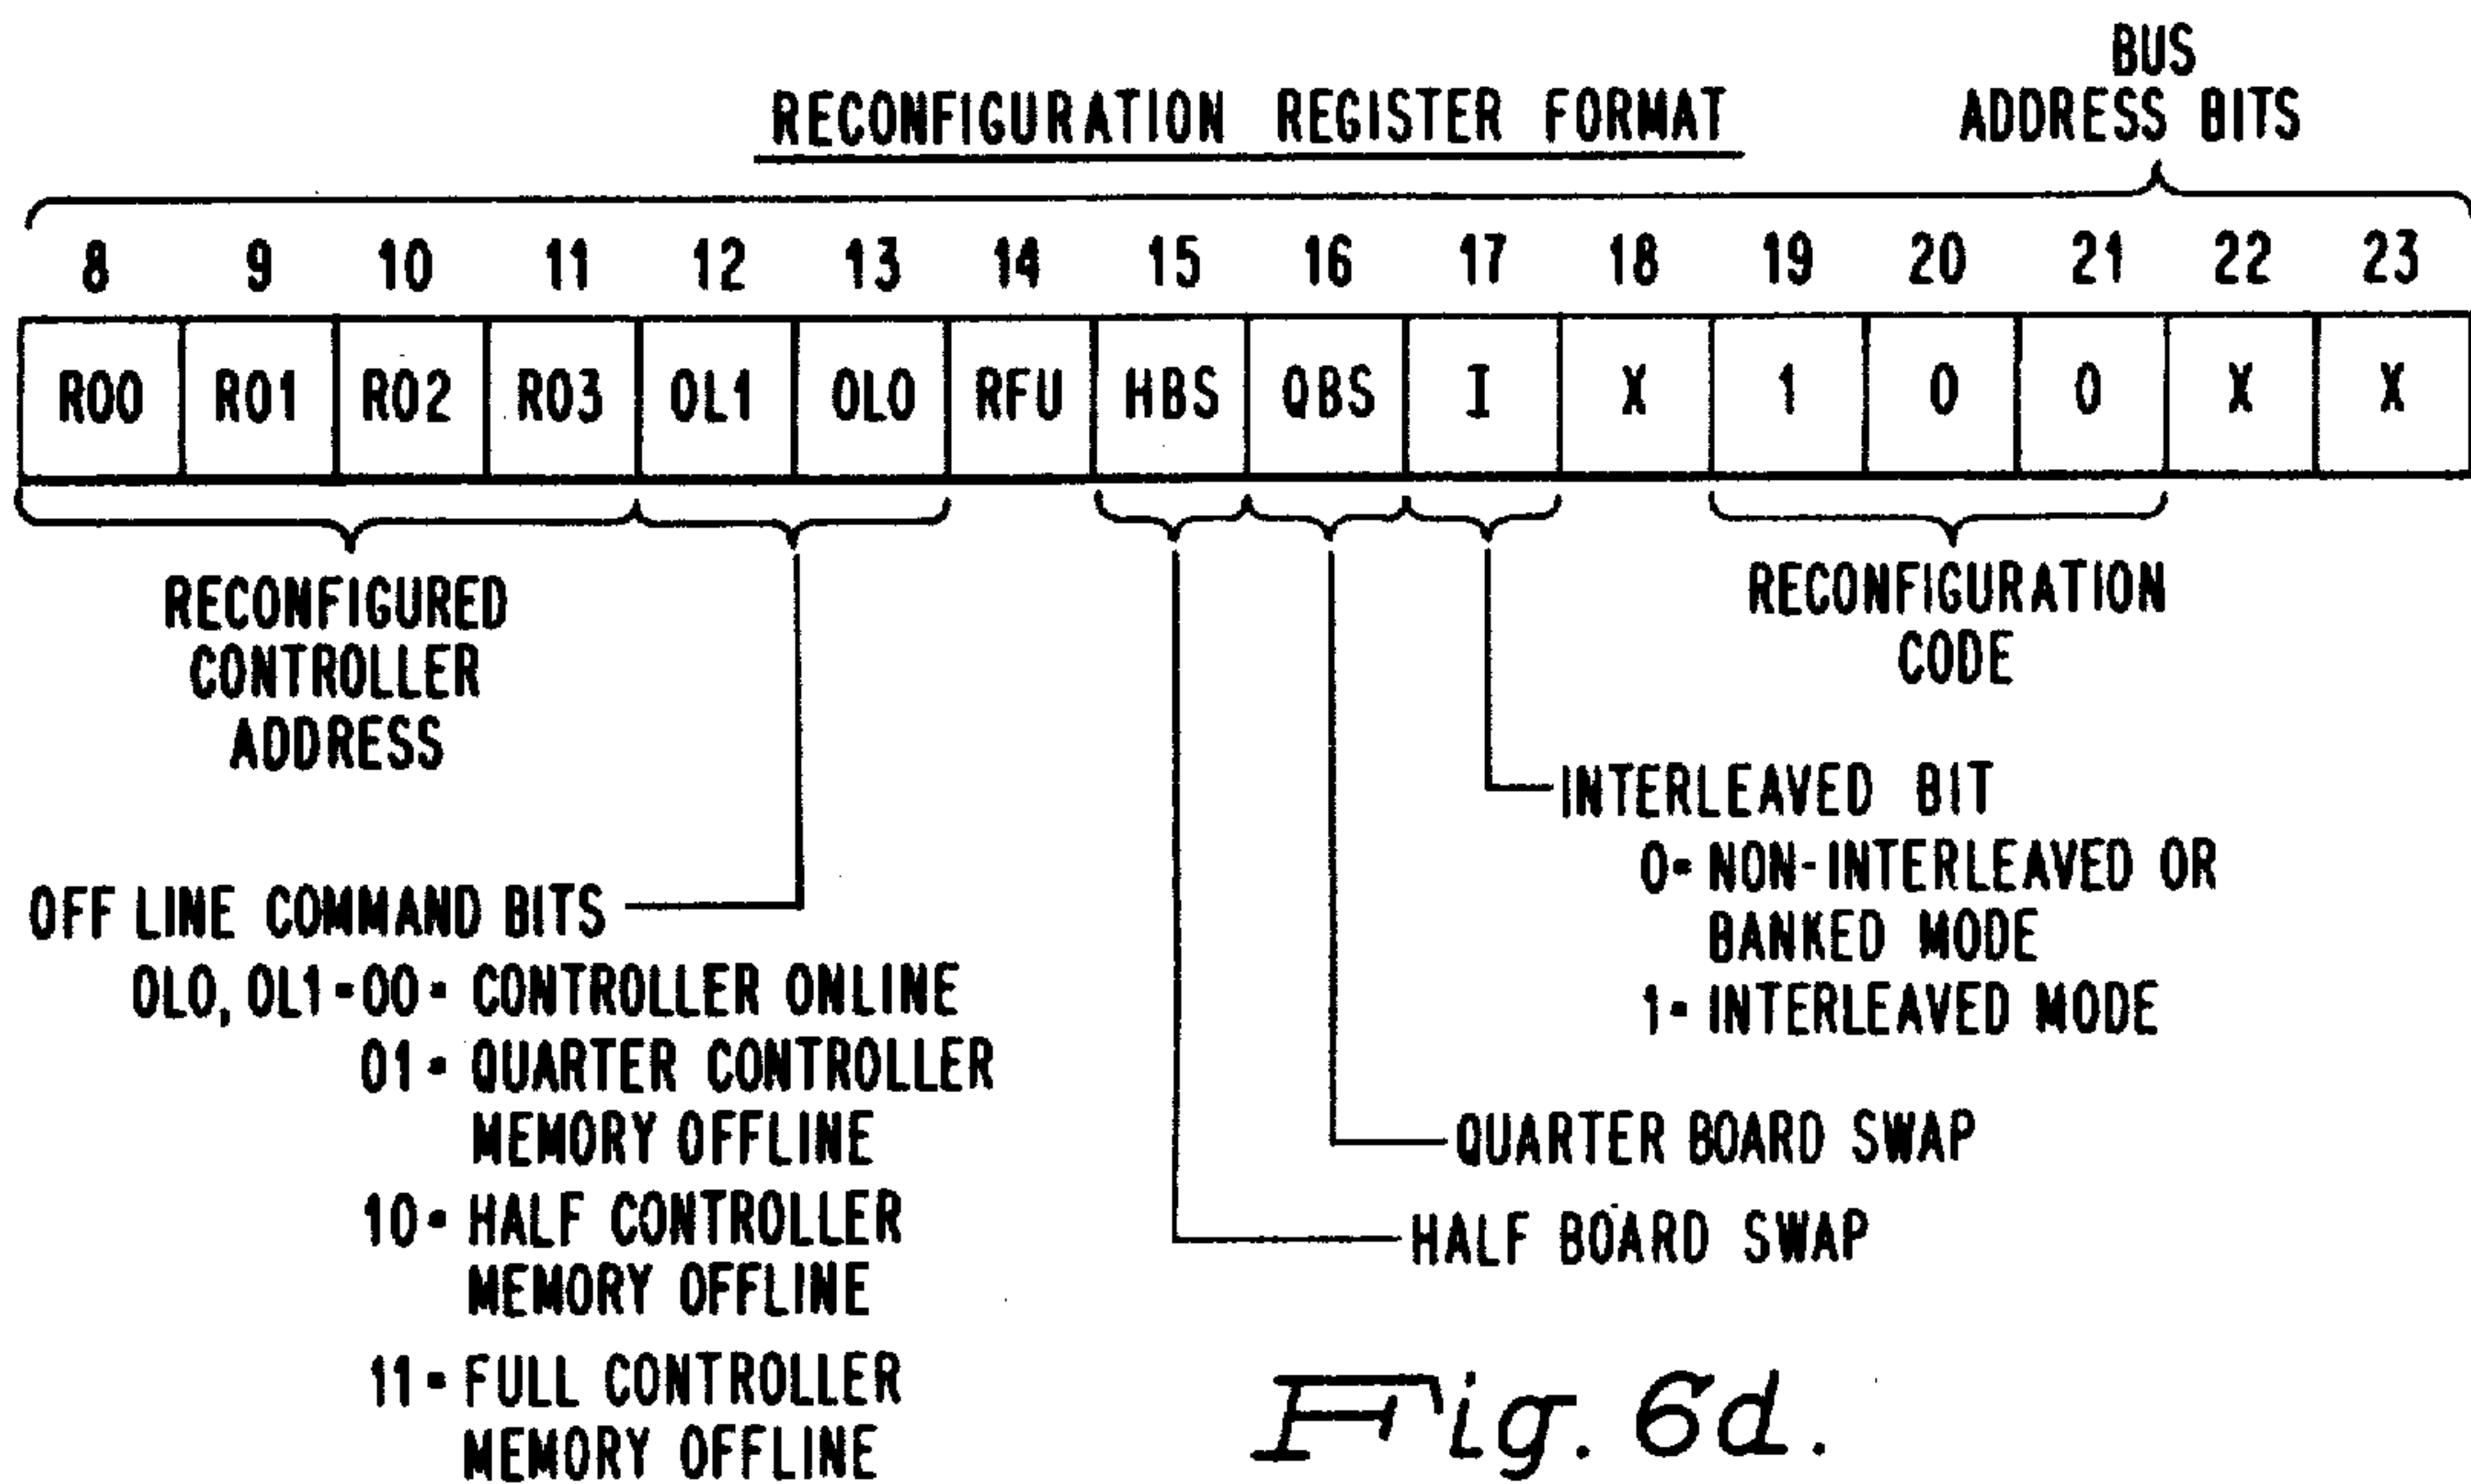 BUS
RECONFIGURATION REGISTER FORMAT ADDRESS BITS
8 9 10 11 12 13 14 15 16 17 18 19 20 21 22 23
RO0 RO1 RO2 RO3 OL1 OL0 RFU HBS QBS I X 1 0 0 X X
RECONFIGURED
CONTROLLER
ADDRESS
RECONFIGURATION
CODE
INTERLEAVED BIT
0= NON-INTERLEAVED OR
BANKED MODE
1= INTERLEAVED MODE
OFF LINE COMMAND BITS
OL0, OL1=00= CONTROLLER ONLINE
01= QUARTER CONTROLLER
MEMORY OFFLINE
10= HALF CONTROLLER
MEMORY OFFLINE
11= FULL CONTROLLER
MEMORY OFFLINE
QUARTER BOARD SWAP
HALF BOARD SWAP
Fig. 6d.